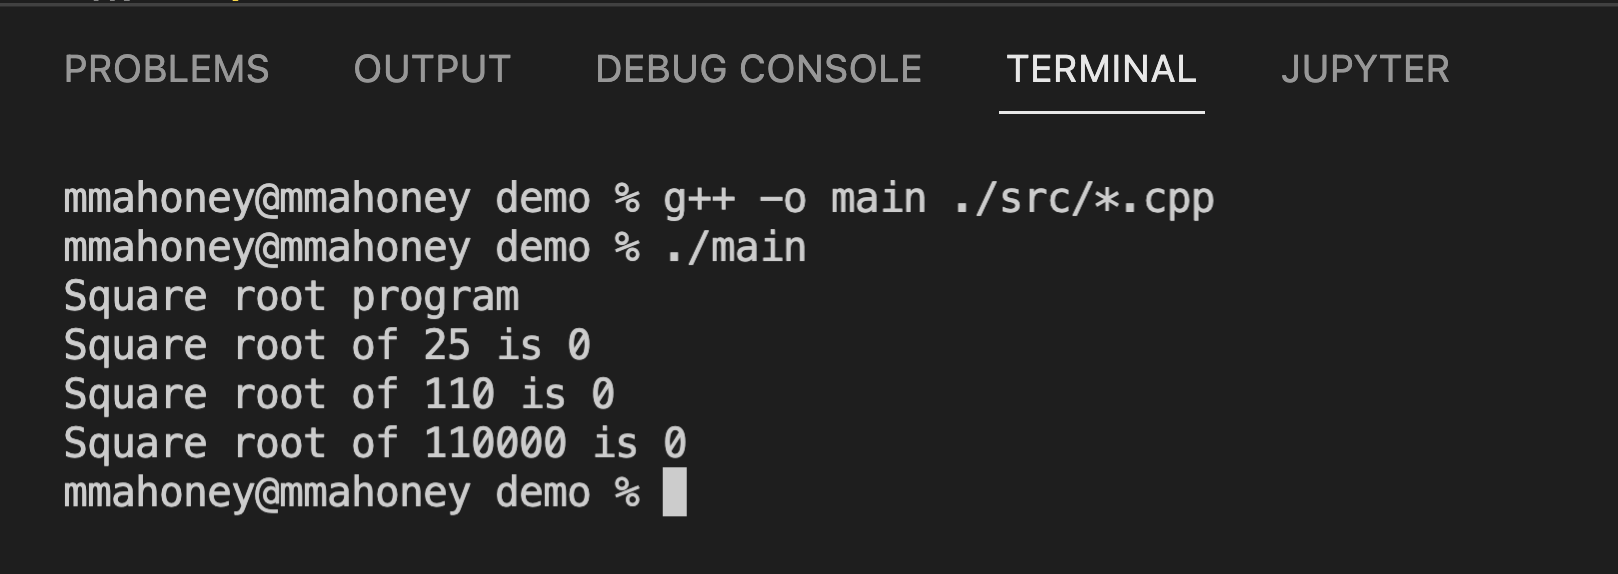 PROBLEMS OUTPUT DEBUG CONSOLE TERMINAL JUPYTER
mmahoney@mmahoney demo % g++ -o main ./src/*.cpp
mmahoney@mmahoney demo % ./main
Square root program
Square root of 25 is 0
Square root of 110 is 0
Square root of 110000 is 0
mmahoney@mmahoney demo %